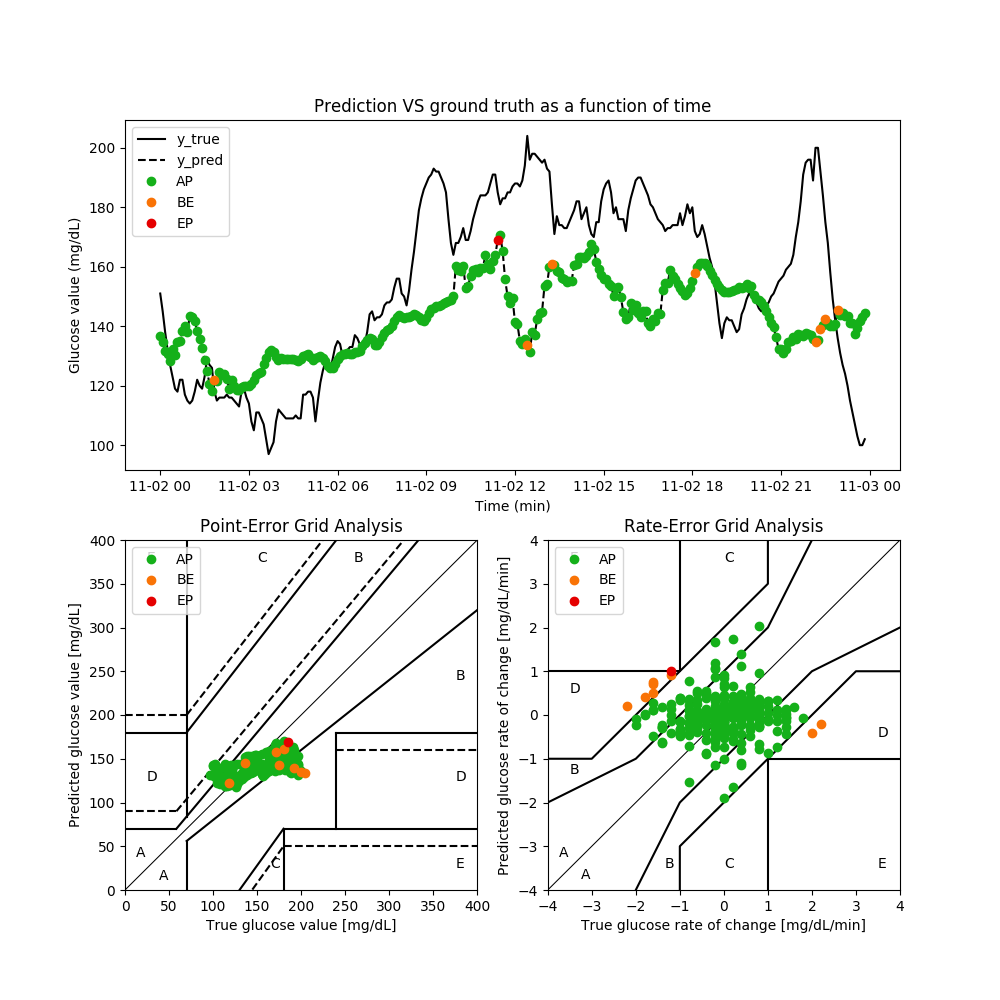 Prediction VS ground truth as a function of time
Glucose value (mg/dL)
200
180
160
140
120
100
y_true
y_pred
AP
BE
EP
11-02 00 11-02 03 11-02 06 11-02 09 11-02 12 11-02 15 11-02 18 11-02 21 11-03 00
Time (min)
Point-Error Grid Analysis
Predicted glucose value [mg/dL]
400
350
300
250
200
150
100
50
0
AP
BE
EP
C
B
B
D
D
A
A
C
E
0 50 100 150 200 250 300 350 400
True glucose value [mg/dL]
Rate-Error Grid Analysis
Predicted glucose rate of change [mg/dL/min]
4
3
2
1
0
−1
−2
−3
−4
AP
BE
EP
C
D
D
B
A
A
B
C
E
−4 −3 −2 −1 0 1 2 3 4
True glucose rate of change [mg/dL/min]